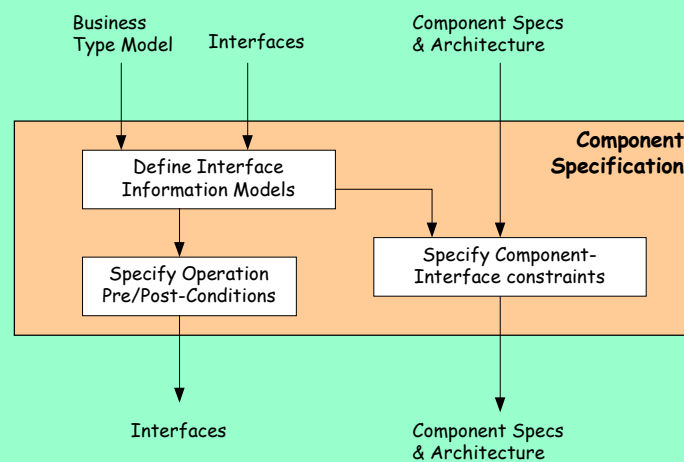 Business
Type Model
Interfaces
Component Specs
& Architecture
Component
Specification
Define Interface
Information Models
Specify Operation
Pre/Post-Conditions
Specify Component-
Interface constraints
Interfaces
Component Specs
& Architecture